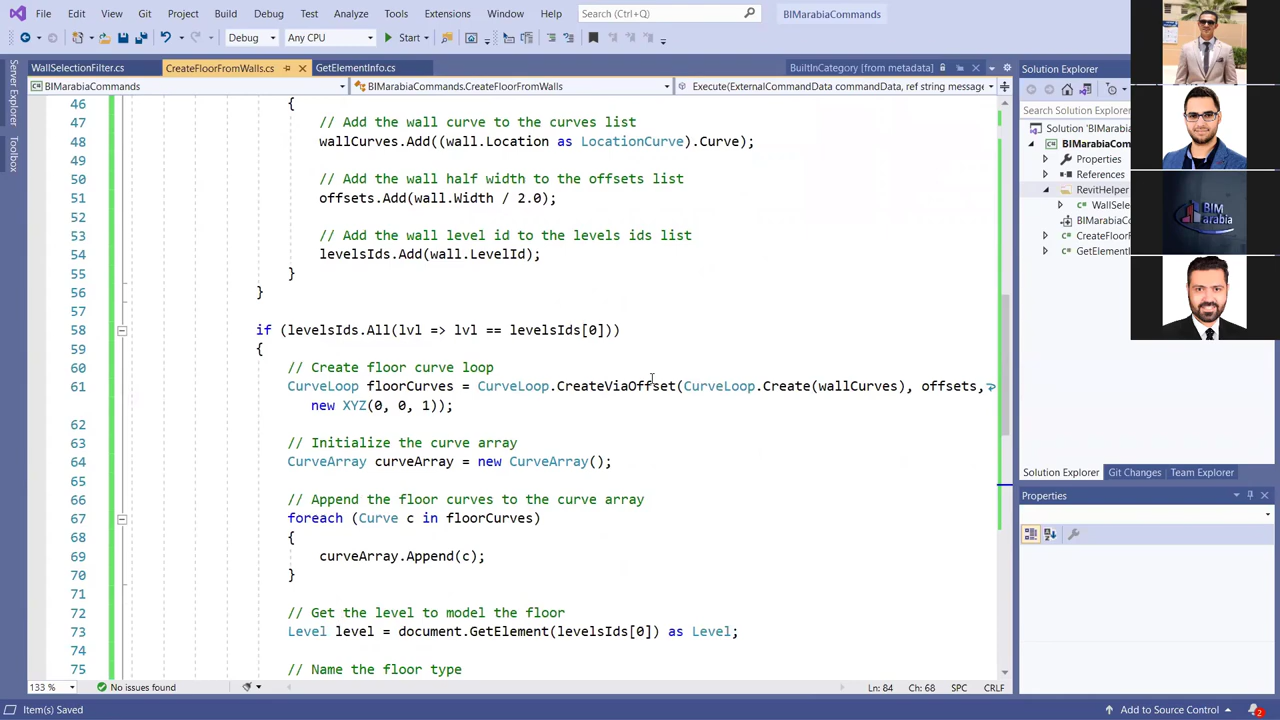 File Edit View Git Project Build Debug Test Analyze Tools Extensions Window Help Search (Ctrl+Q) BIMarabiaCommands
Debug Any CPU Start
WallSelectionFilter.cs CreateFloorFromWalls.cs GetElementInfo.cs BuiltInCategory [from metadata]
BIMarabiaCommands BIMarabiaCommands.CreateFloorFromWalls Execute(ExternalCommandData commandData, ref string message
Server Explorer
Toolbox
46 {
47 // Add the wall curve to the curves list
48 wallCurves.Add((wall.Location as LocationCurve).Curve);
49
50 // Add the wall half width to the offsets list
51 offsets.Add(wall.Width / 2.0);
52
53 // Add the wall level id to the levels ids list
54 levelsIds.Add(wall.LevelId);
55 }
56 }
57
58 if (levelsIds.All(lvl => lvl == levelsIds[0]))
59 {
60 // Create floor curve loop
61 CurveLoop floorCurves = CurveLoop.CreateViaOffset(CurveLoop.Create(wallCurves), offsets,
new XYZ(0, 0, 1));
62
63 // Initialize the curve array
64 CurveArray curveArray = new CurveArray();
65
66 // Append the floor curves to the curve array
67 foreach (Curve c in floorCurves)
68 {
69 curveArray.Append(c);
70 }
71
72 // Get the level to model the floor
73 Level level = document.GetElement(levelsIds[0]) as Level;
74
75 // Name the floor type
133 % No issues found Ln: 84 Ch: 68 SPC CRLF
Item(s) Saved Add to Source Control 2
Solution Explorer
Search Solution Explorer
Solution 'BIMarabia
BIMarabiaCom
Properties
References
RevitHelper
WallSele
BIMarabiaCo
CreateFloorF
GetElementI
Solution Explorer Git Changes Team Explorer
Properties
BIM
arabia